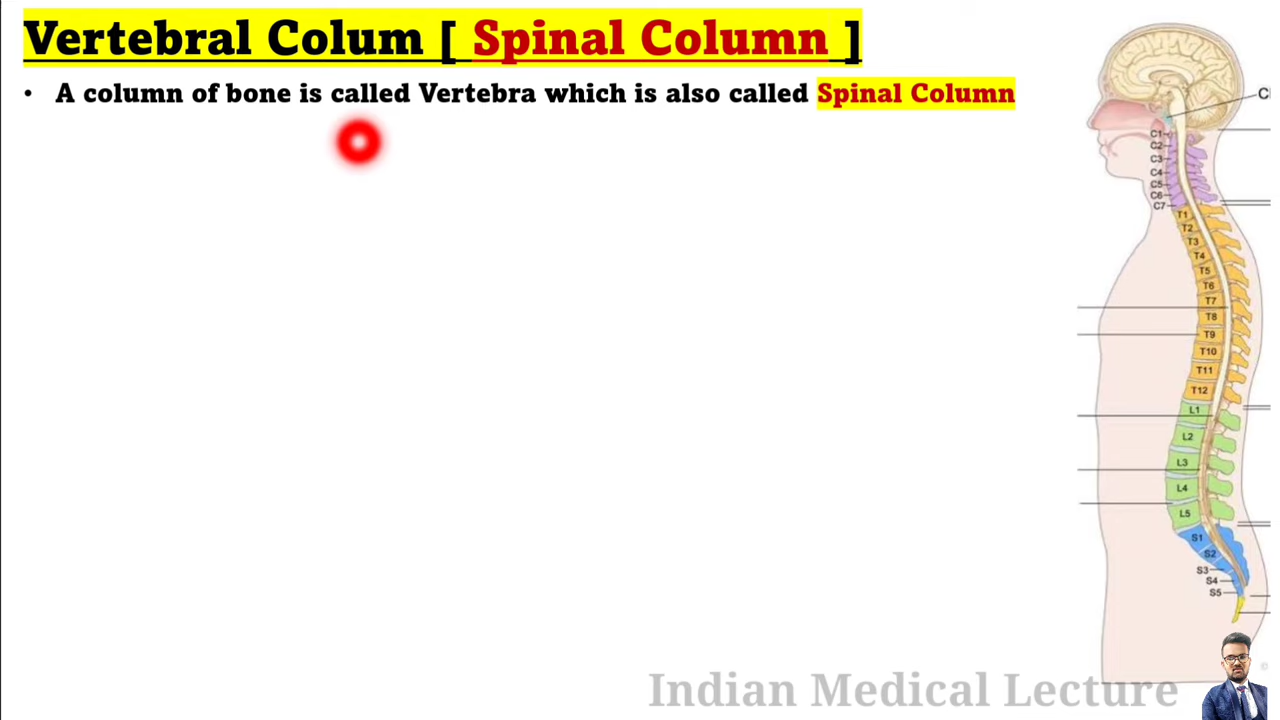 Vertebral Colum [ Spinal Column ]
• A column of bone is called Vertebra which is also called Spinal Column
C
C1
C2
C3
C4
C5
C6
C7
T1
T2
T3
T4
T5
T6
T7
T8
T9
T10
T11
T12
L1
L2
L3
L4
L5
S1
S2
S3
S4
S5
©
Indian Medical Lecture